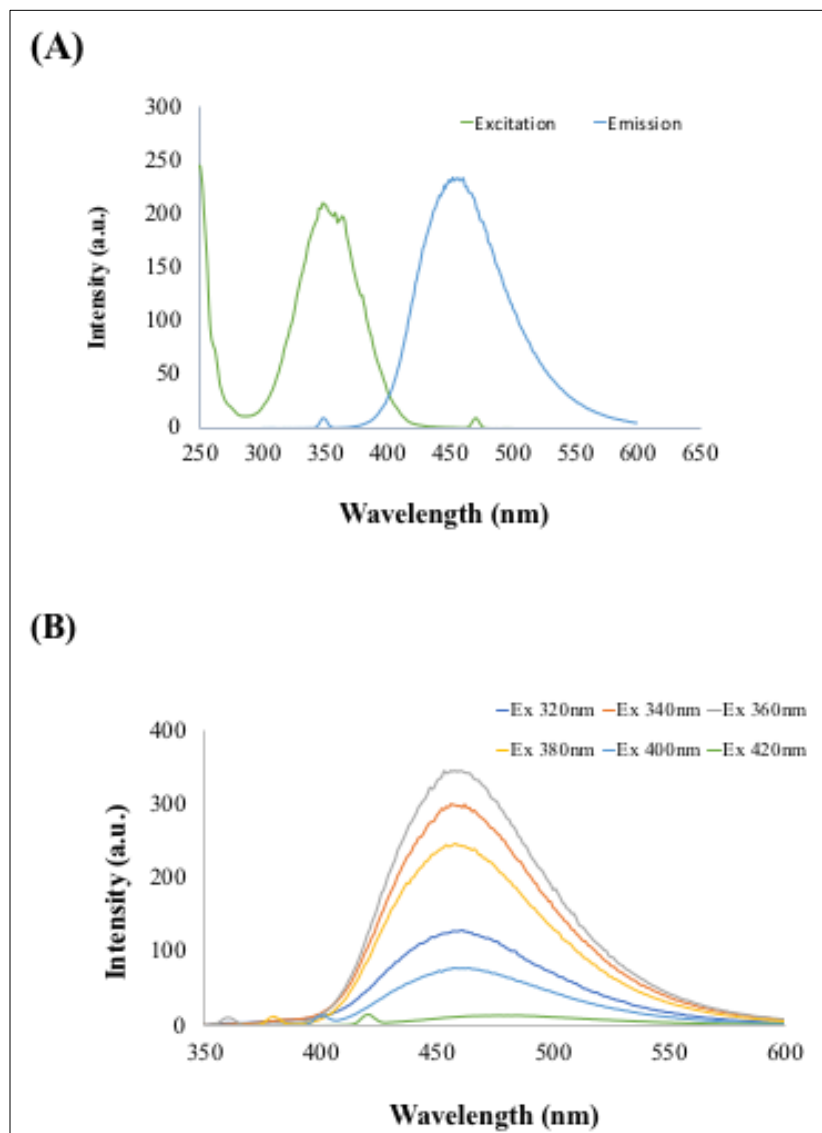 (A)
300
Excitation Emission
250
200
150
100
50
0
Intensity (a.u.)
250 300 350 400 450 500 550 600 650
Wavelength (nm)
(B)
Ex 320nm Ex 340nm Ex 360nm
Ex 380nm Ex 400nm Ex 420nm
400
300
200
100
0
Intensity (a.u.)
350 400 450 500 550 600
Wavelength (nm)